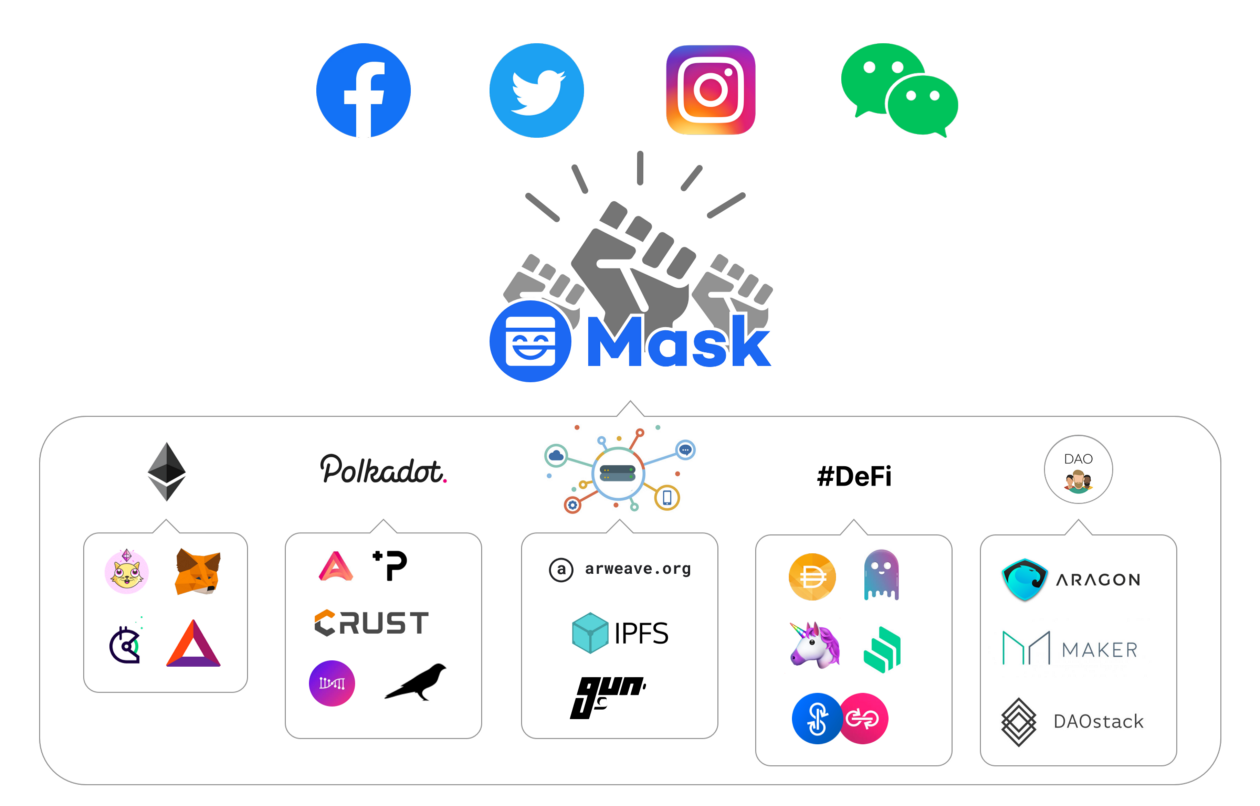 Mask
Polkadot.
#DeFi
DAO
+P
CRUST
a arweave.org
IPFS
gun
ARAGON
MAKER
DAOstack